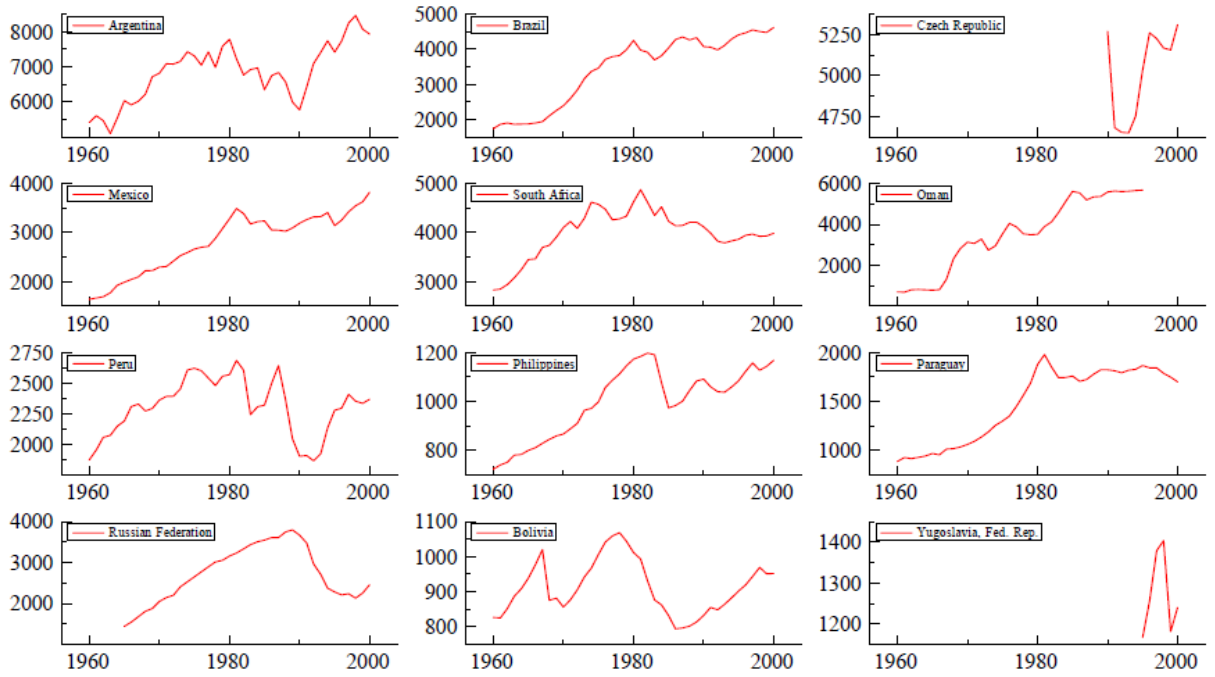 Argentina
8000
7000
6000
1960 1980 2000
Brazil
5000
4000
3000
2000
1960 1980 2000
Czech Republic
5250
5000
4750
1960 1980 2000
Mexico
4000
3000
2000
1960 1980 2000
South Africa
5000
4000
3000
1960 1980 2000
Oman
6000
4000
2000
1960 1980 2000
Peru
2750
2500
2250
2000
1960 1980 2000
Philippines
1200
1000
800
1960 1980 2000
Paraguay
2000
1500
1000
1960 1980 2000
Russian Federation
4000
3000
2000
1960 1980 2000
Bolivia
1100
1000
900
800
1960 1980 2000
Yugoslavia, Fed. Rep.
1400
1300
1200
1960 1980 2000